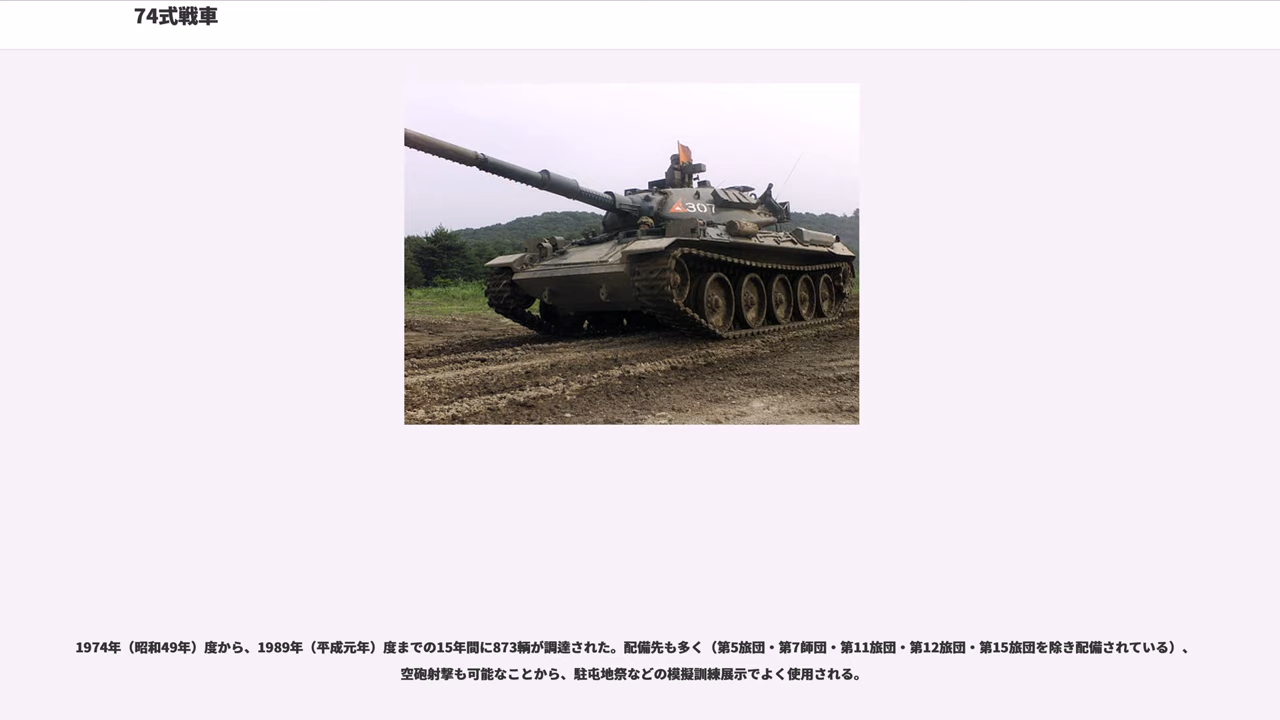 74式戦車
307
1974年（昭和49年）度から、1989年（平成元年）度までの15年間に873輌が調達された。配備先も多く（第5旅団・第7師団・第11旅団・第12旅団・第15旅団を除き配備されている）、
空砲射撃も可能なことから、駐屯地祭などの模擬訓練展示でよく使用される。